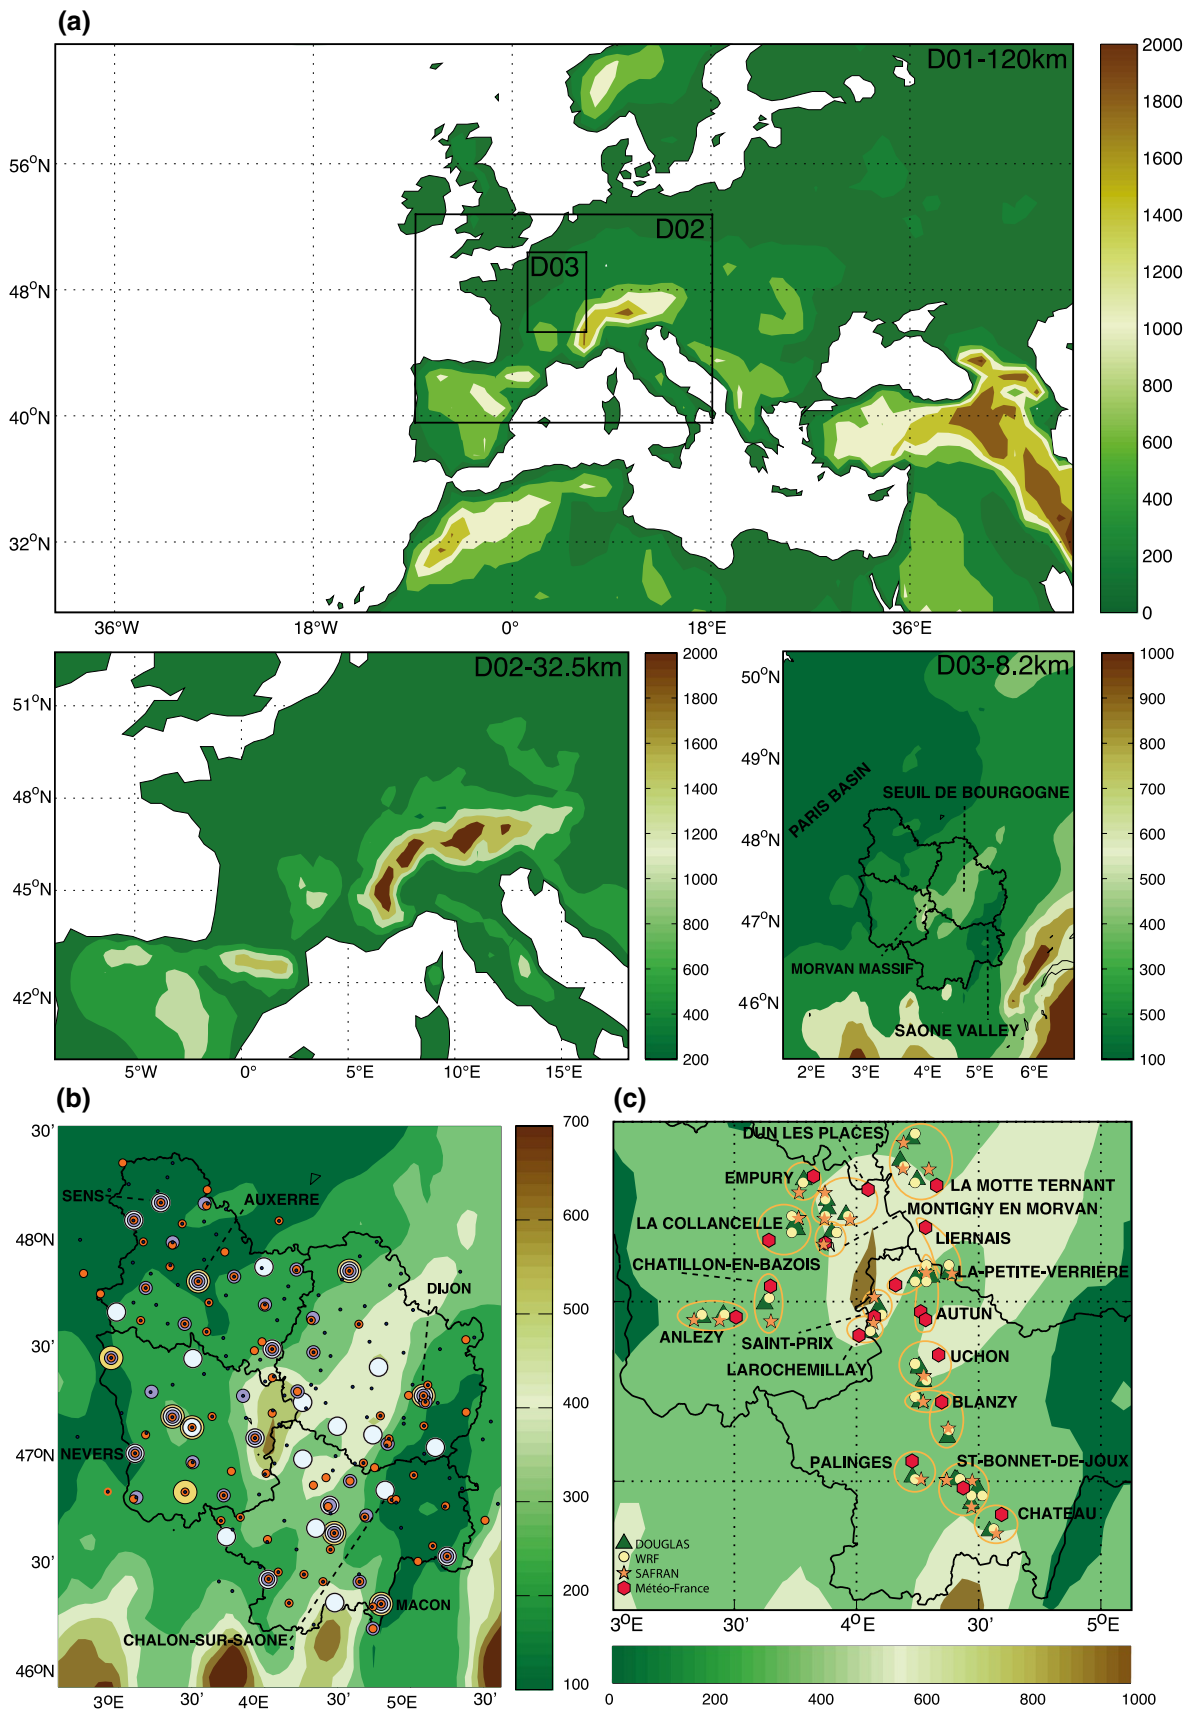 (a)
D01-120km
D02
D03
56°N
48°N
40°N
32°N
36°W
18°W
0°
18°E
36°E
2000
1800
1600
1400
1200
1000
800
600
400
200
0
D02-32.5km
51°N
48°N
45°N
42°N
5°W
0°
5°E
10°E
15°E
2000
1800
1600
1400
1200
1000
800
600
400
200
D03-8.2km
50°N
49°N
48°N
47°N
46°N
PARIS BASIN
SEUIL DE BOURGOGNE
MORVAN MASSIF
SAONE VALLEY
2°E
3°E
4°E
5°E
6°E
1000
900
800
700
600
500
400
300
500
100
(b)
30'
48°N
30'
47°N
30'
46°N
SENS
AUXERRE
DIJON
NEVERS
MACON
CHALON-SUR-SAONE
3°E
30'
4°E
30'
5°E
30'
700
600
500
400
300
200
100
(c)
DUN LES PLACES
EMPURY
LA MOTTE TERNANT
MONTIGNY EN MORVAN
LA COLLANCELLE
LIERNAIS
CHATILLON-EN-BAZOIS
LA-PETITE-VERRIERE
AUTUN
ANLEZY
SAINT-PRIX
LAROCHEMILLAY
UCHON
BLANZY
PALINGES
ST-BONNET-DE-JOUX
CHATEAU
DOUGLAS
WRF
SAFRAN
Météo-France
3°E
30'
4°E
30'
5°E
0
200
400
600
800
1000